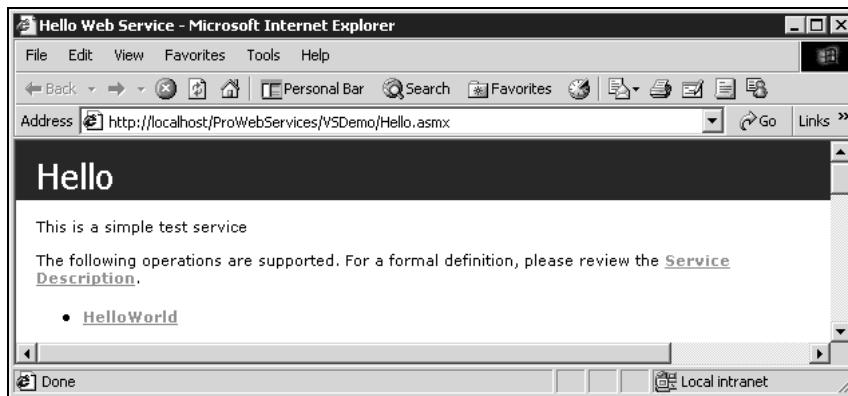 Hello Web Service - Microsoft Internet Explorer
File Edit View Favorites Tools Help
Back Personal Bar Search Favorites
Address http://localhost/ProWebServices/VSDemo/Hello.asmx Go Links »
Hello
This is a simple test service
The following operations are supported. For a formal definition, please review the Service
Description.
• HelloWorld
Done Local intranet